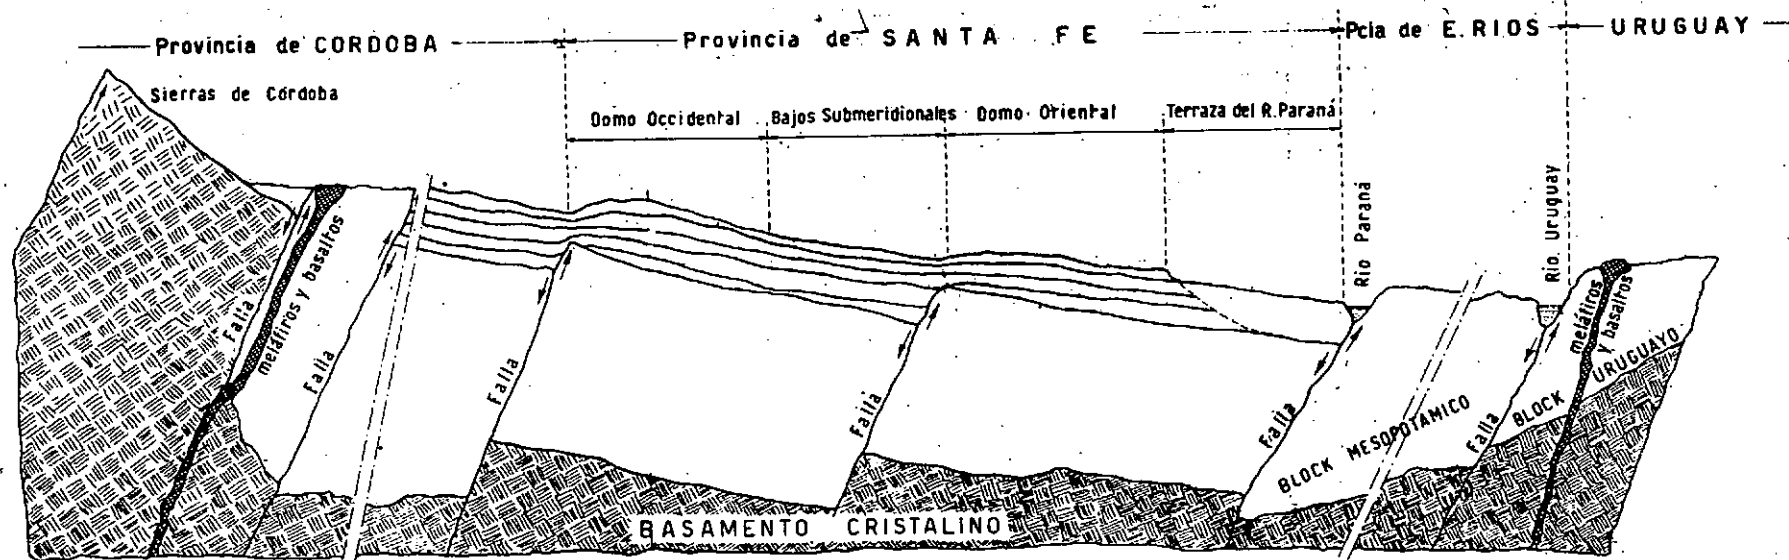 Provincia de CORDOBA
Provincia de SANTA FE
Pcia de E. RIOS
URUGUAY
Sierras de Córdoba
Domo Occidental
Bajos Submeridionales
Domo Oriental
Terraza del R. Paraná
Río Paraná
Río Uruguay
Falla
meláfiros y basaltos
Falla
Falla
Falla
Falla
Falla
meláfiros
y basaltos
BLOCK MESOPOTAMICO
BLOCK URUGUAYO
BASAMENTO CRISTALINO